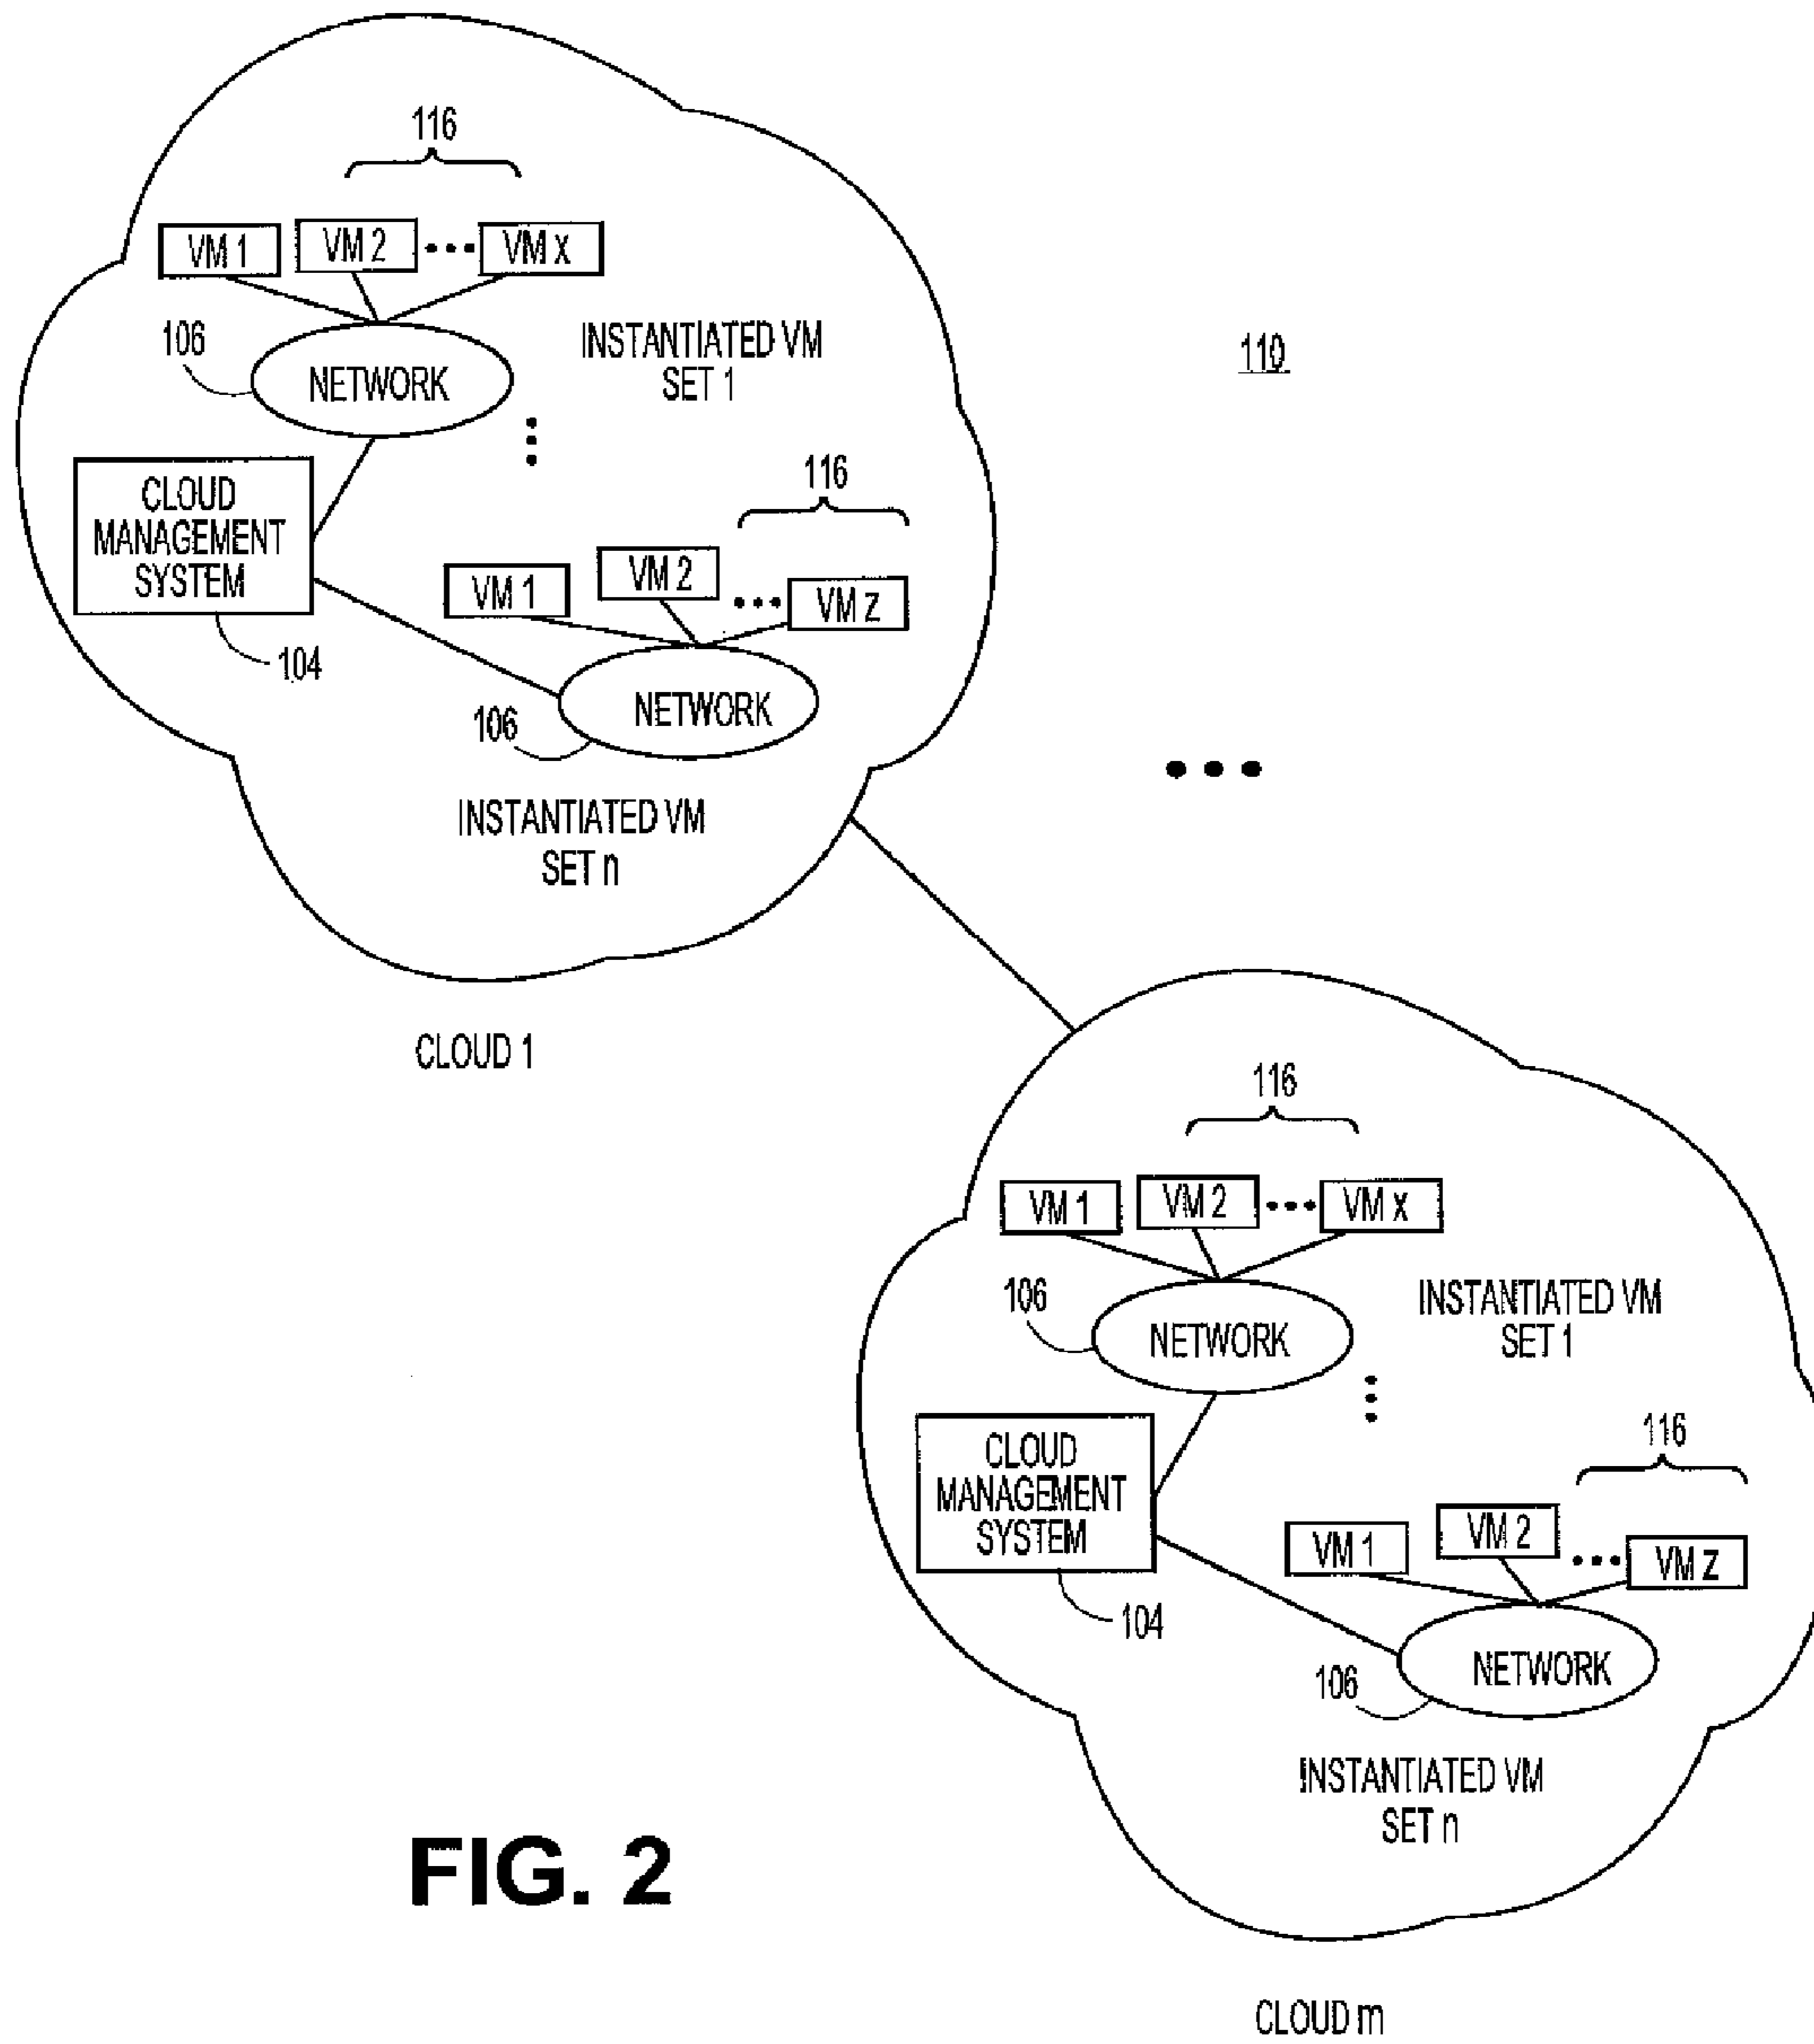 116
VM 1
VM 2
VM X
106
NETWORK
INSTANTIATED VM
SET 1
110
CLOUD
MANAGEMENT
SYSTEM
104
116
VM 1
VM 2
VM Z
NETWORK
106
INSTANTIATED VM
SET n
CLOUD 1
116
VM 1
VM 2
VM X
106
NETWORK
INSTANTIATED VM
SET 1
CLOUD
MANAGEMENT
SYSTEM
104
116
VM 1
VM 2
VM Z
NETWORK
106
INSTANTIATED VM
SET n
CLOUD m
FIG. 2